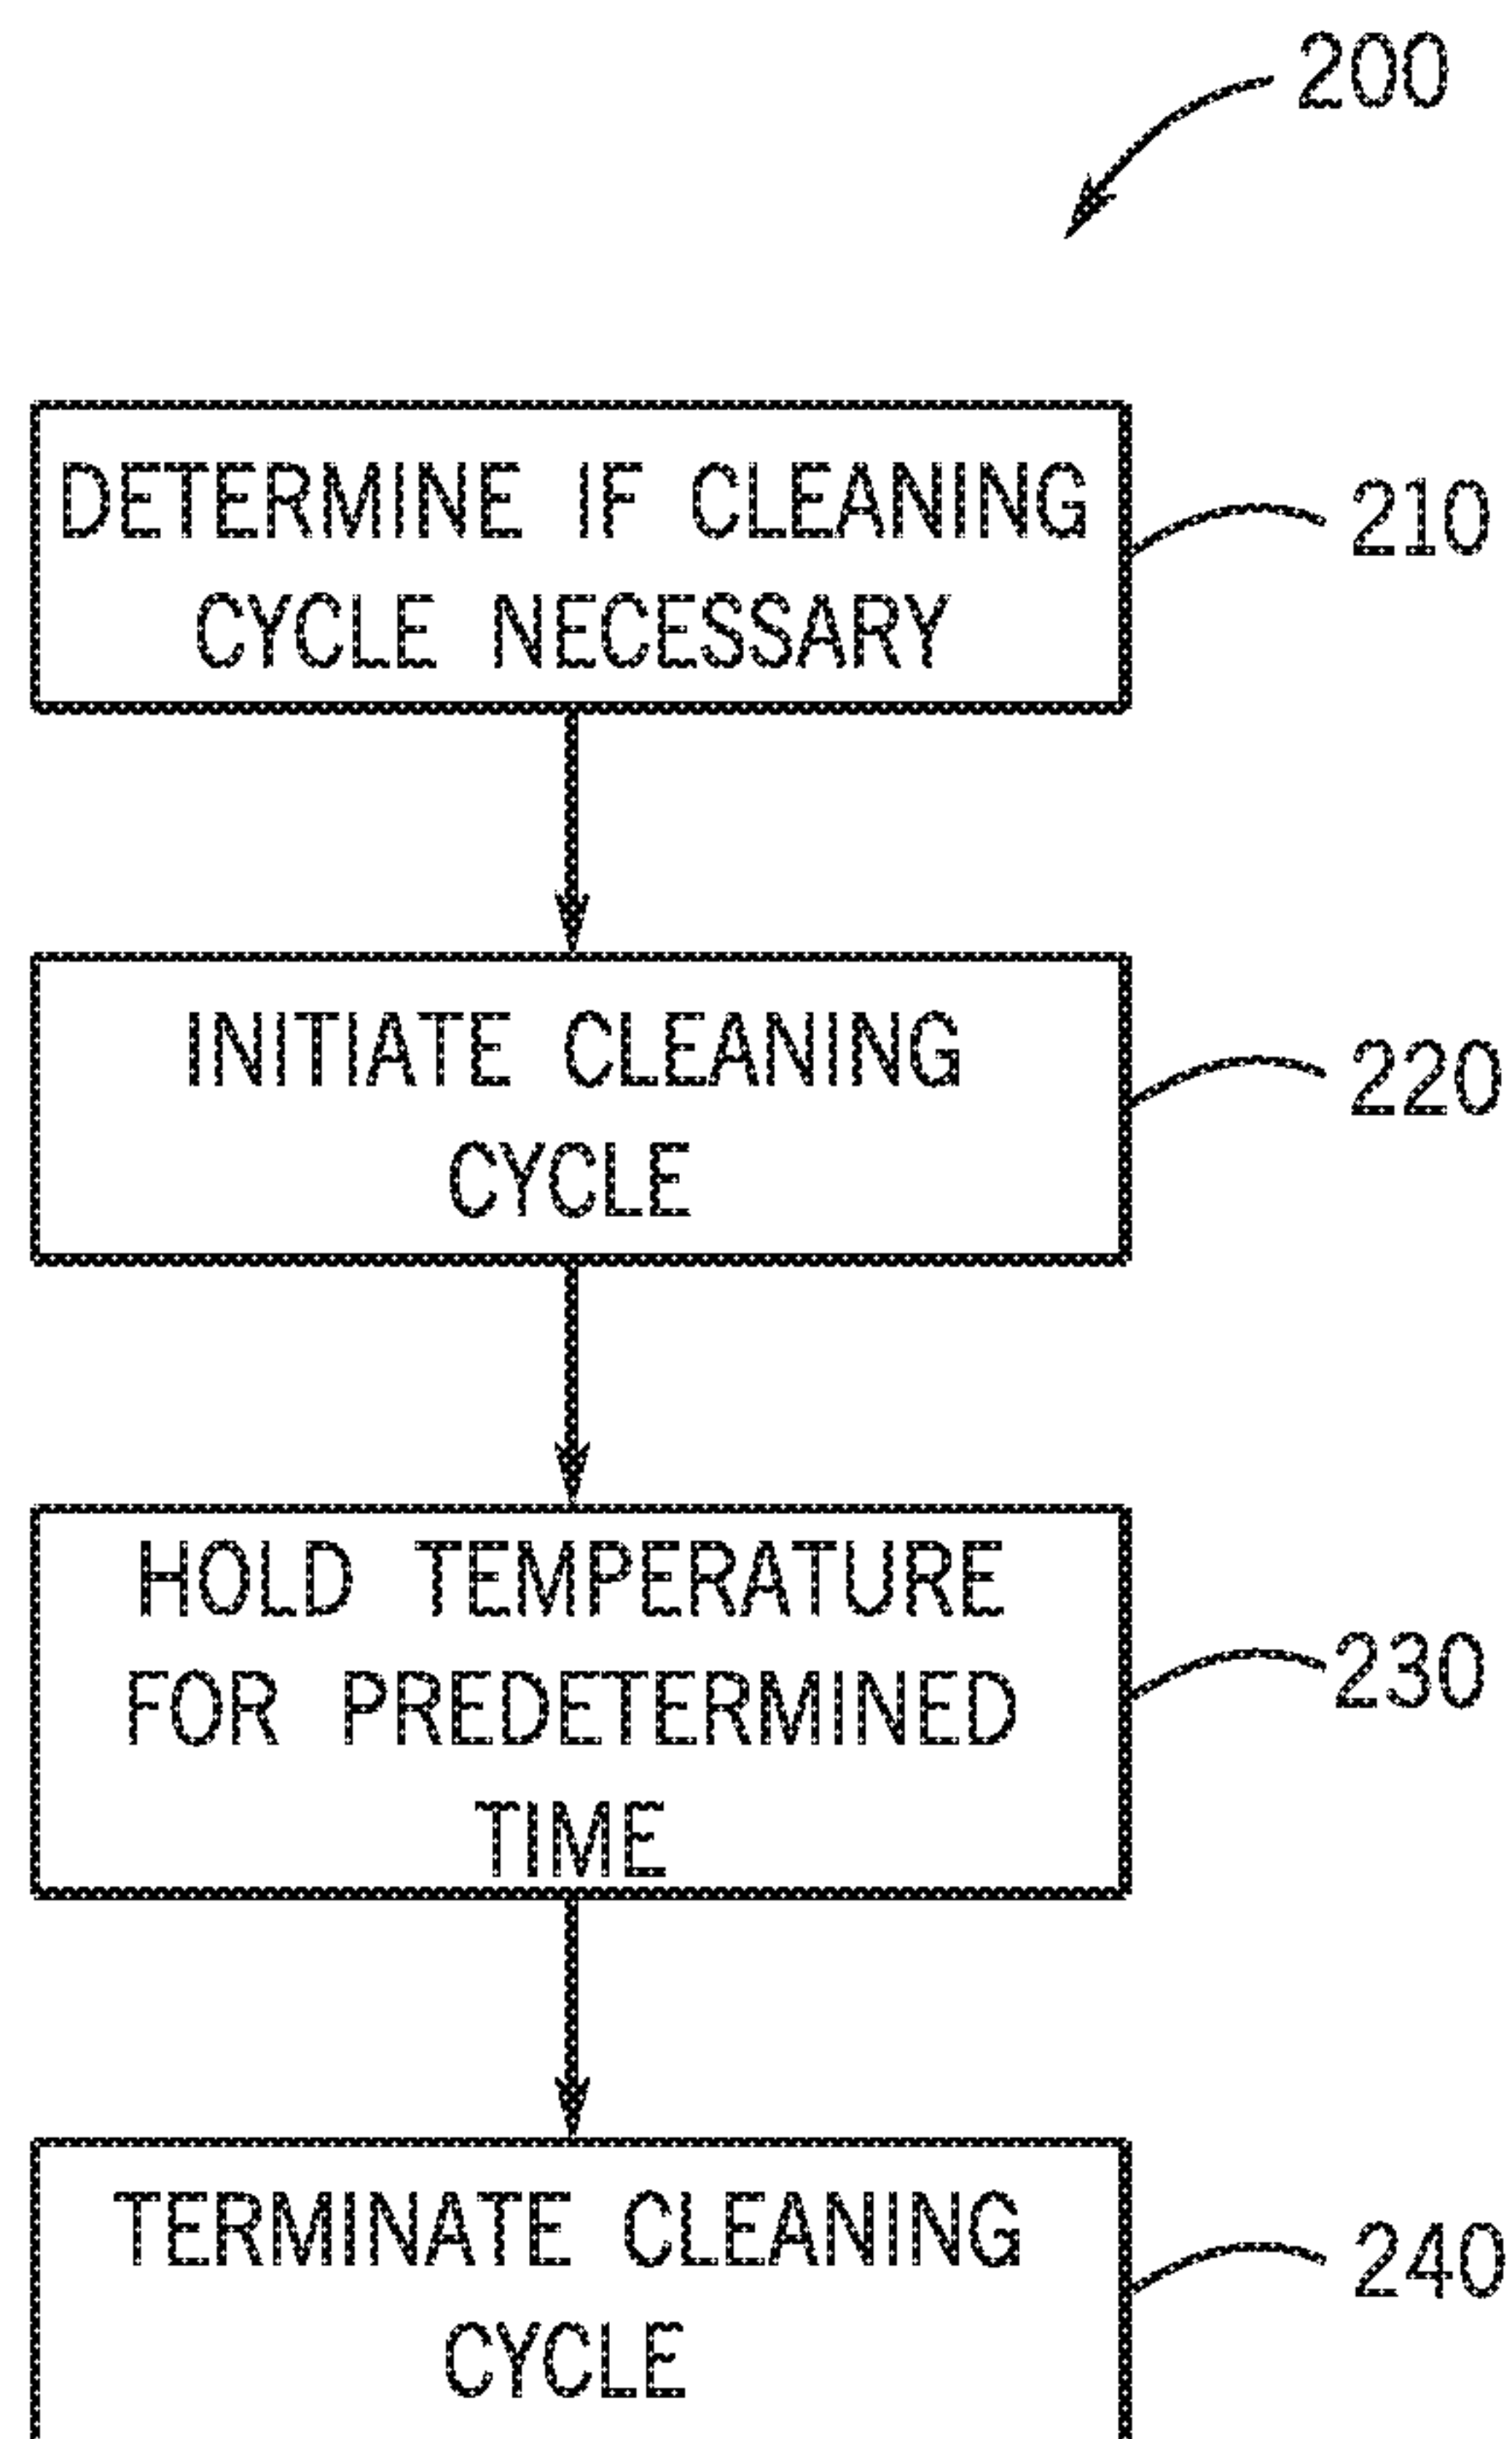 200
DETERMINE IF CLEANING
CYCLE NECESSARY
210
INITIATE CLEANING
CYCLE
220
HOLD TEMPERATURE
FOR PREDETERMINED
TIME
230
TERMINATE CLEANING
CYCLE
240